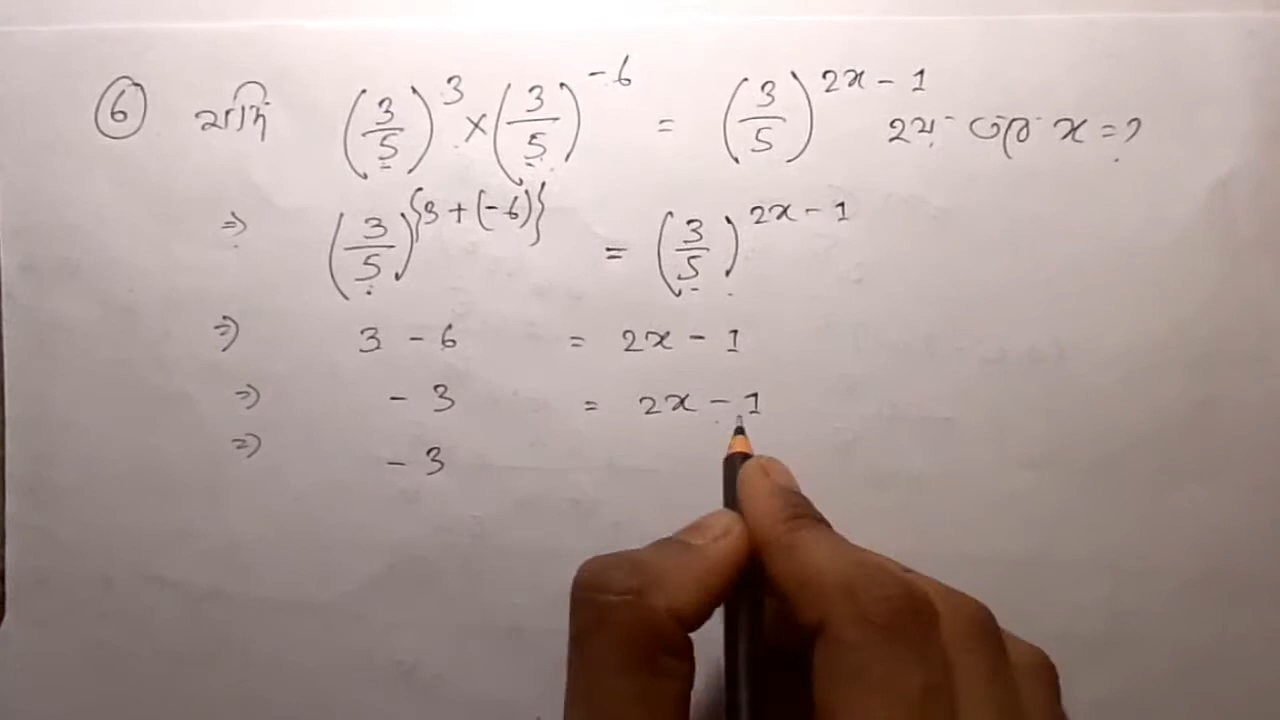 ⑥ যদি (3/5)^3 × (3/5)^-6 = (3/5)^2x - 1 হয় তবে x = ?
⇒ (3/5)^{3 + (-6)} = (3/5)^2x - 1
⇒ 3 - 6 = 2x - 1
⇒ - 3 = 2x - 1
⇒ - 3